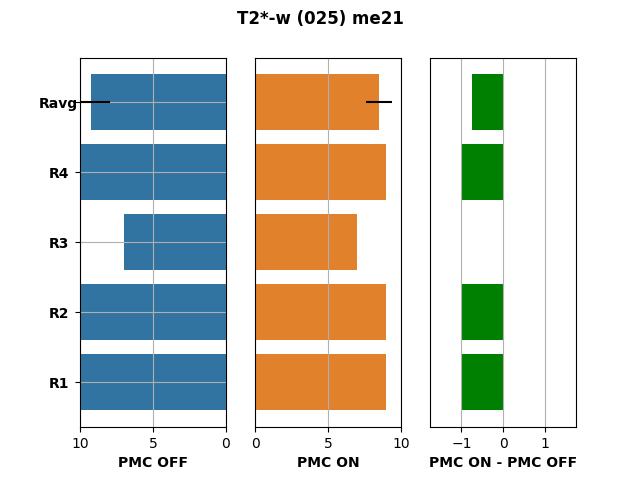 T2*-w (025) me21
Ravg
R4
R3
R2
R1
10 5 0
0 5 10
−1 0 1
PMC OFF
PMC ON
PMC ON - PMC OFF